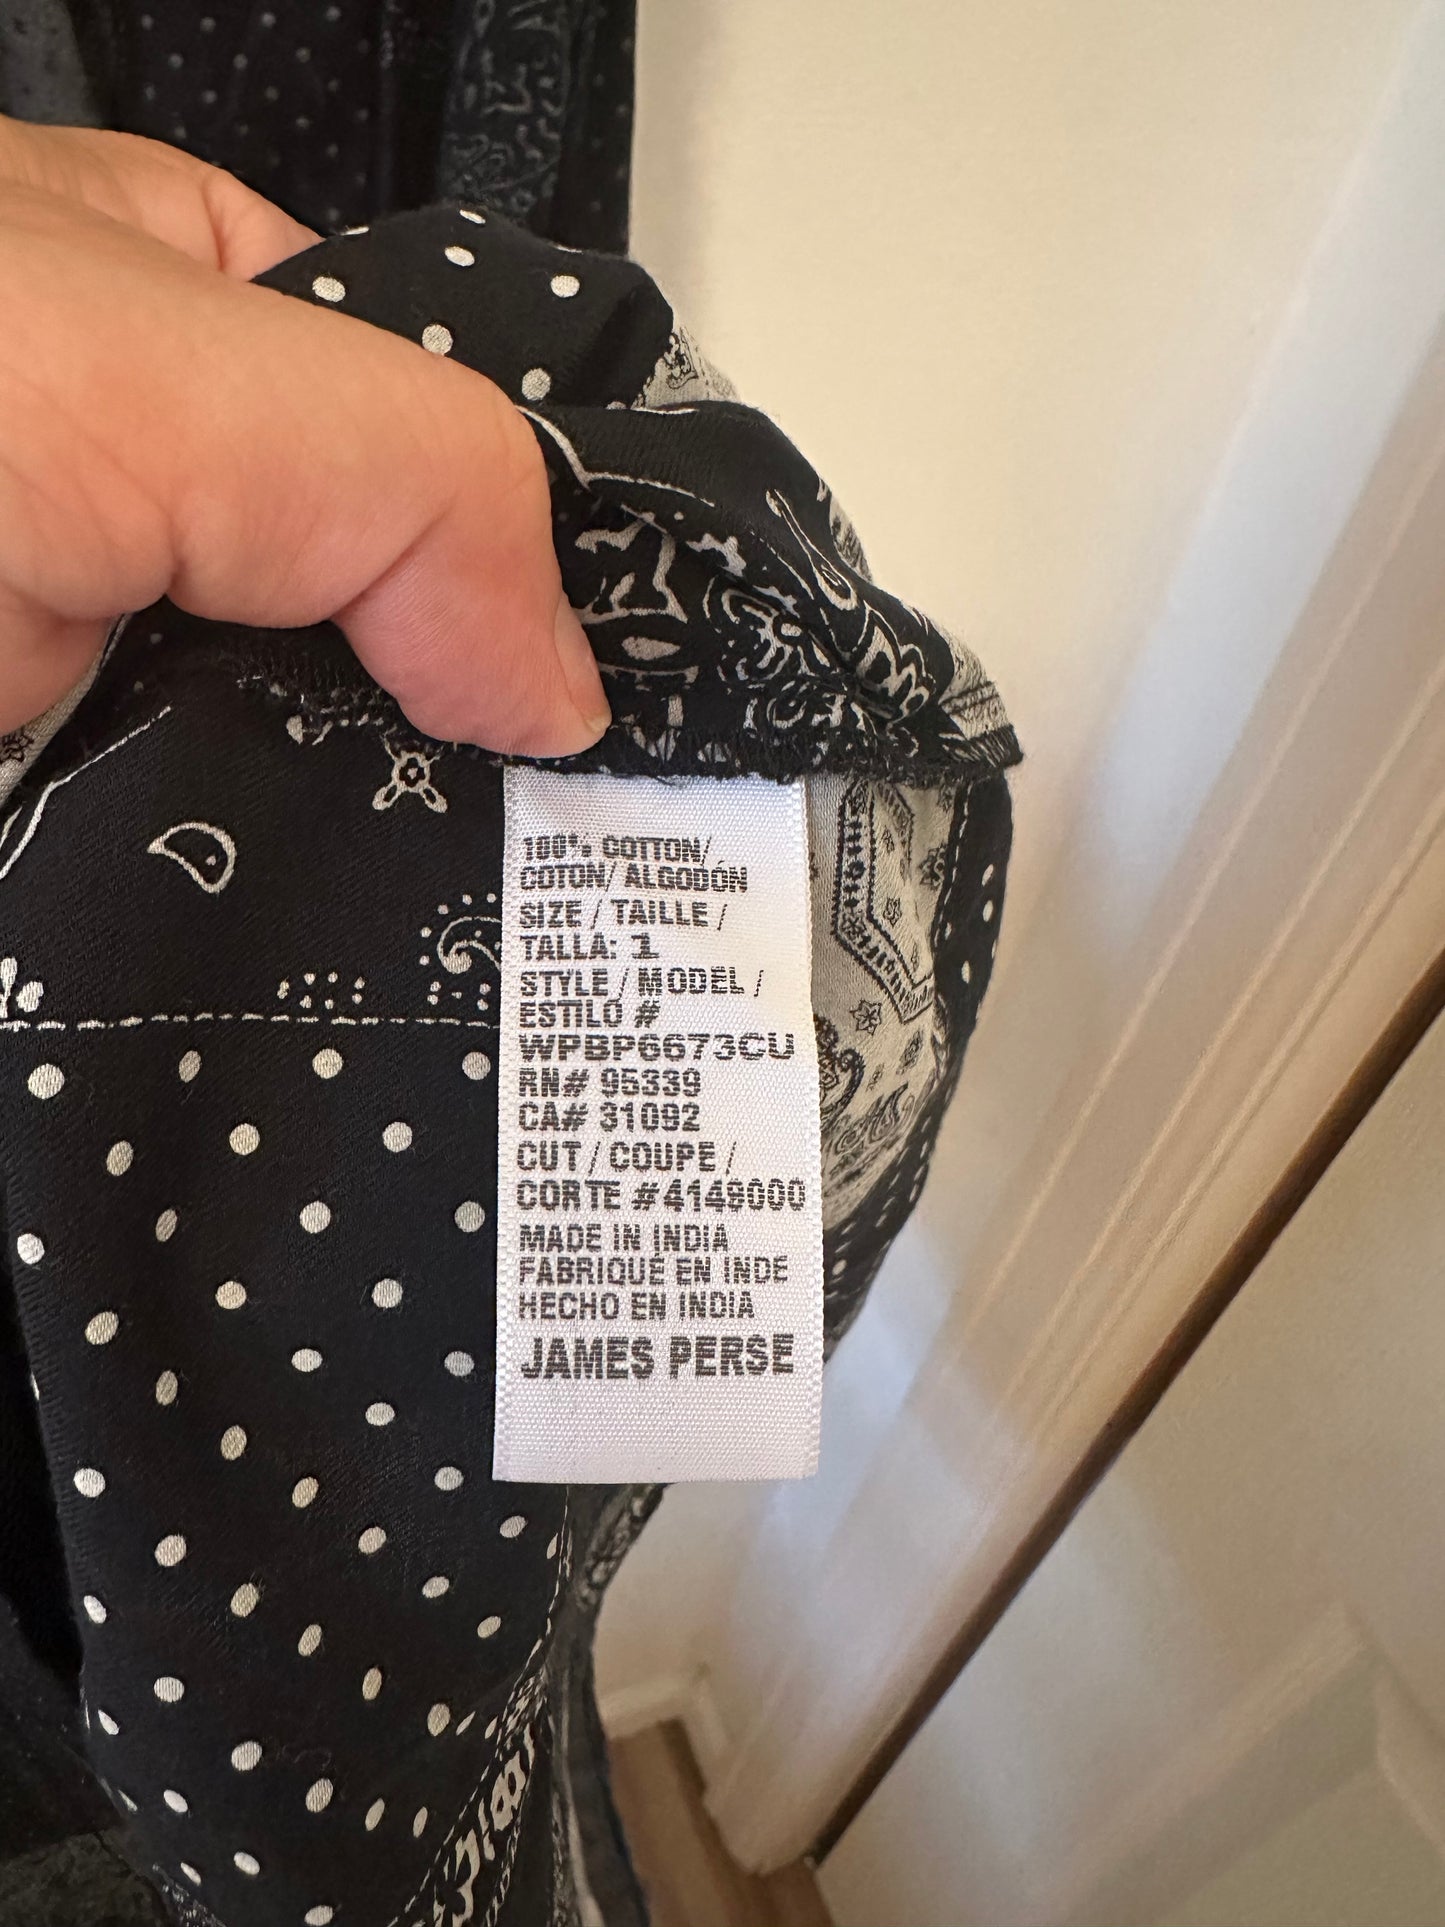 100% COTTON/
COTON/ ALGODÓN
SIZE / TAILLE /
TALLA: 1
STYLE / MODEL /
ESTILO #
WPBP6673CU
RN# 95339
CA# 31092
CUT / COUPE /
CORTE #4149000
MADE IN INDIA
FABRIQUÉ EN INDE
HECHO EN INDIA
JAMES PERSE